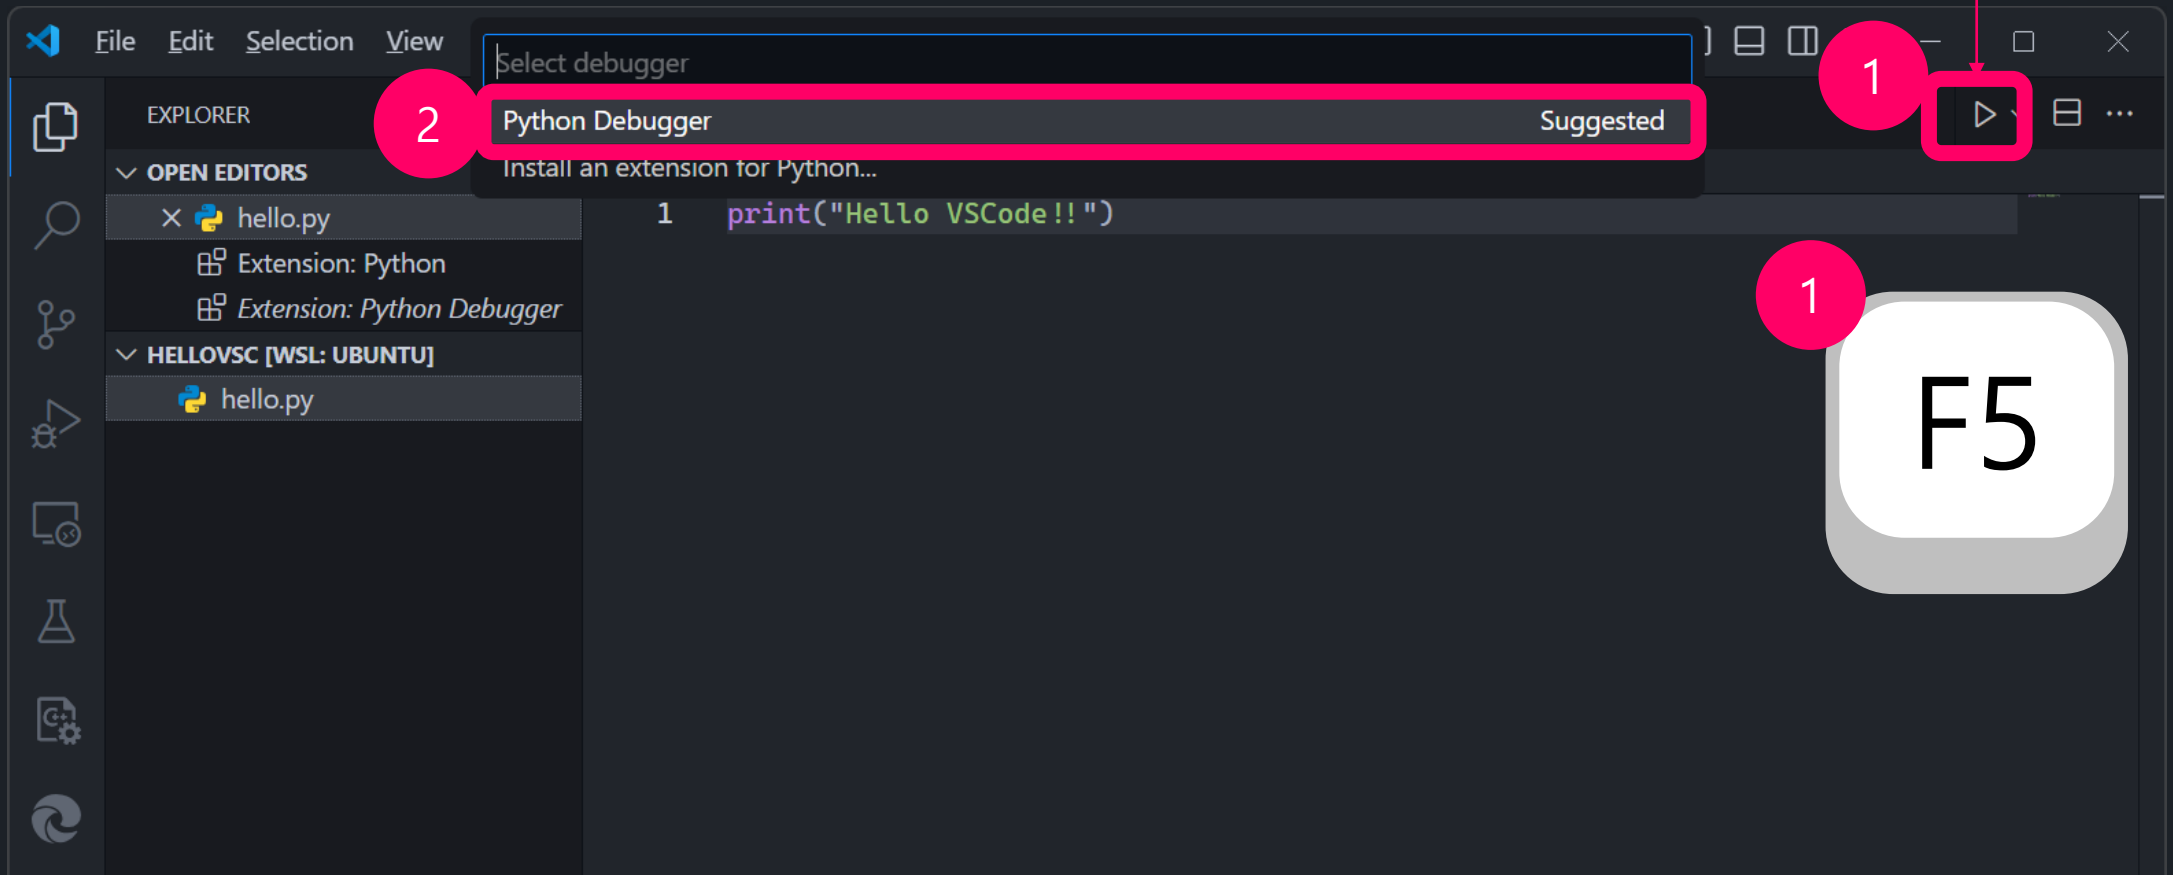 File Edit Selection View
Select debugger
1
EXPLORER
2
Python Debugger Suggested
Install an extension for Python...
OPEN EDITORS
hello.py
1 print("Hello VSCode!!")
Extension: Python
Extension: Python Debugger
HELLOVSC [WSL: UBUNTU]
hello.py
1
F5